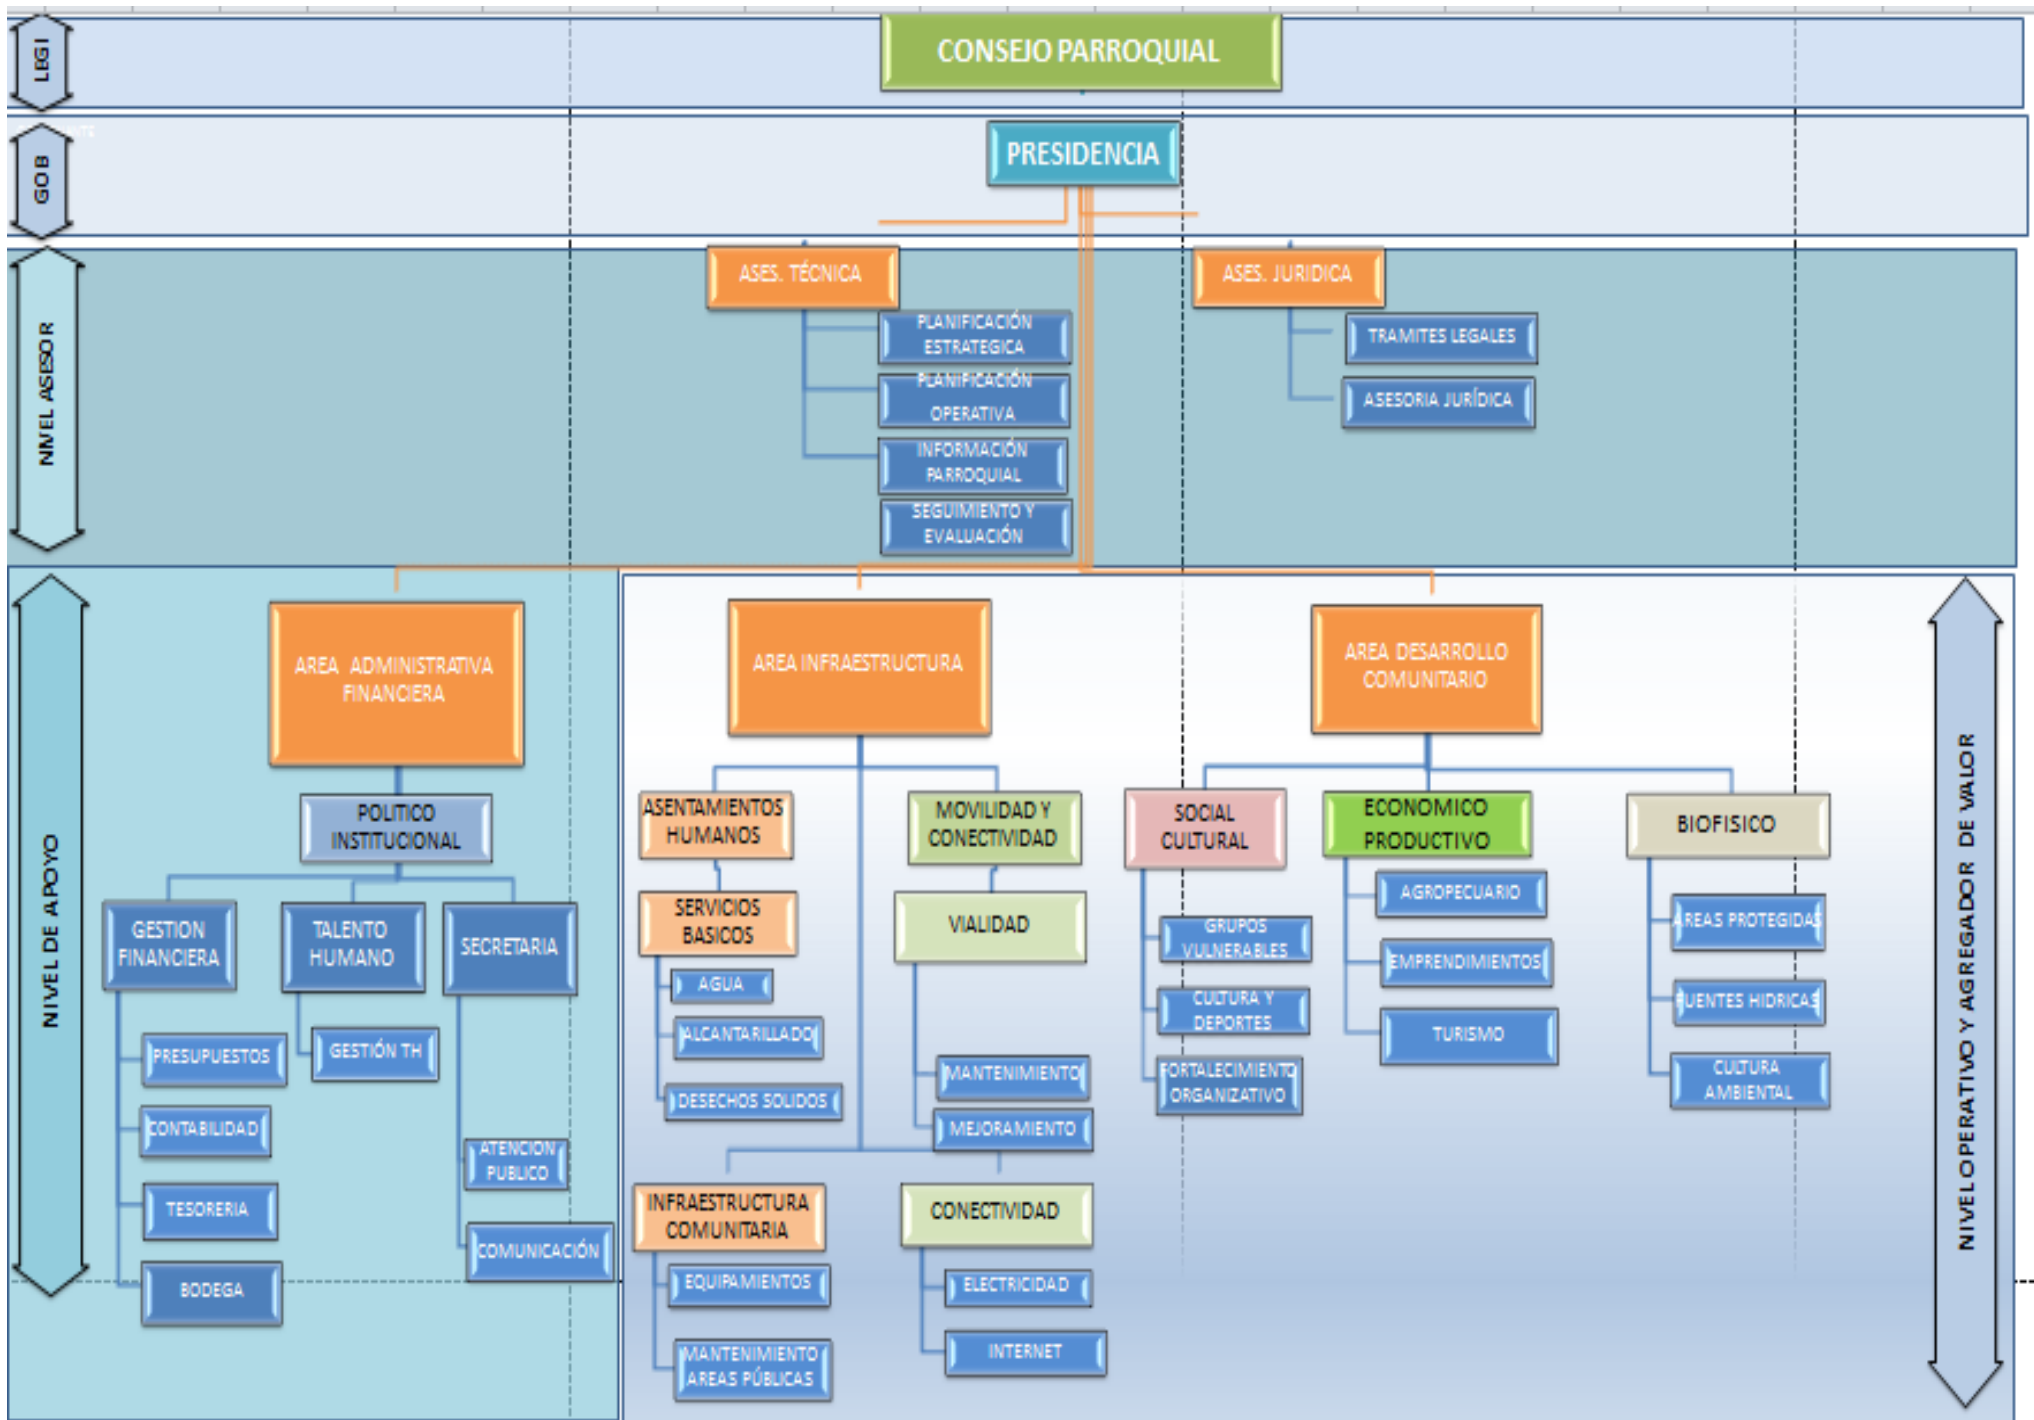 LEGI
CONSEJO PARROQUIAL
GOB
PRESIDENCIA
NIVEL ASESOR
ASES. TÉCNICA
ASES. JURIDICA
PLANIFICACIÓN
ESTRATEGICA
PLANIFICACIÓN
OPERATIVA
INFORMACIÓN
PARROQUIAL
SEGUIMIENTO Y
EVALUACIÓN
TRAMITES LEGALES
ASESORIA JURÍDICA
NIVEL DE APOYO
AREA ADMINISTRATIVA
FINANCIERA
POLITICO
INSTITUCIONAL
GESTION
FINANCIERA
TALENTO
HUMANO
SECRETARIA
PRESUPUESTOS
CONTABILIDAD
TESORERIA
BODEGA
GESTIÓN TH
ATENCION
PUBLICO
COMUNICACIÓN
AREA INFRAESTRUCTURA
ASENTAMIENTOS
HUMANOS
SERVICIOS
BASICOS
AGUA
ALCANTARILLADO
DESECHOS SOLIDOS
MOVILIDAD Y
CONECTIVIDAD
VIALIDAD
MANTENIMIENTO
MEJORAMIENTO
INFRAESTRUCTURA
COMUNITARIA
EQUIPAMIENTOS
MANTENIMIENTO
AREAS PÚBLICAS
CONECTIVIDAD
ELECTRICIDAD
INTERNET
AREA DESARROLLO
COMUNITARIO
SOCIAL
CULTURAL
GRUPOS
VULNERABLES
CULTURA Y
DEPORTES
FORTALECIMIENTO
ORGANIZATIVO
ECONOMICO
PRODUCTIVO
AGROPECUARIO
EMPRENDIMIENTOS
TURISMO
BIOFISICO
AREAS PROTEGIDAS
FUENTES HIDRICAS
CULTURA
AMBIENTAL
NIVEL OPERATIVO Y AGREGADOR DE VALOR